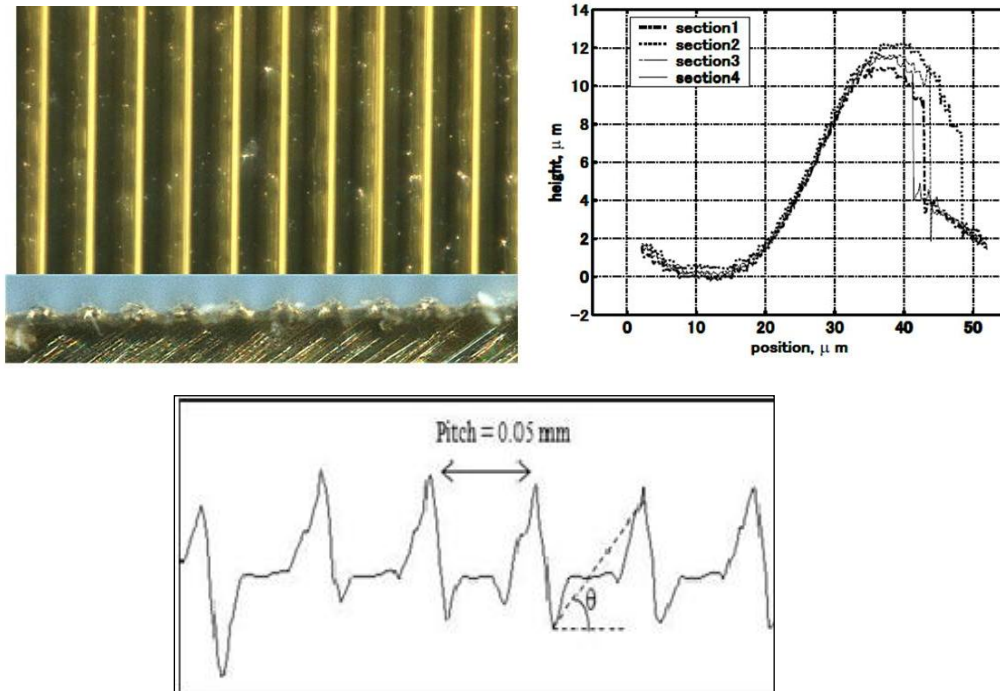 14
12
10
8
6
4
2
0
-2
height, μ m
section1
section2
section3
section4
0 10 20 30 40 50
position, μ m
Pitch = 0.05 mm
θ